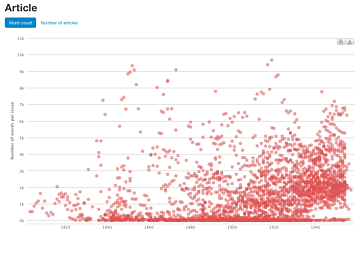 Article
Word count Number of articles
11k
10k
9k
8k
7k
6k
5k
4k
3k
2k
1k
0k
Number of words per issue
1820 1840 1860 1880 1900 1920 1940